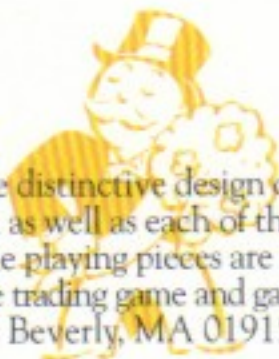 e distinctive design
as well as each of th
e playing pieces are
e trading game and ga
Beverly, MA 0191